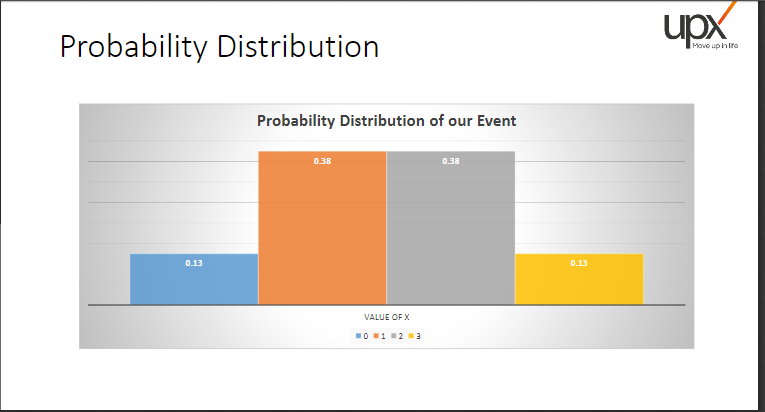 Probability Distribution
upx
Move up in life
Probability Distribution of our Event
0.38
0.38
0.13
0.13
VALUE OF X
0 1 2 3